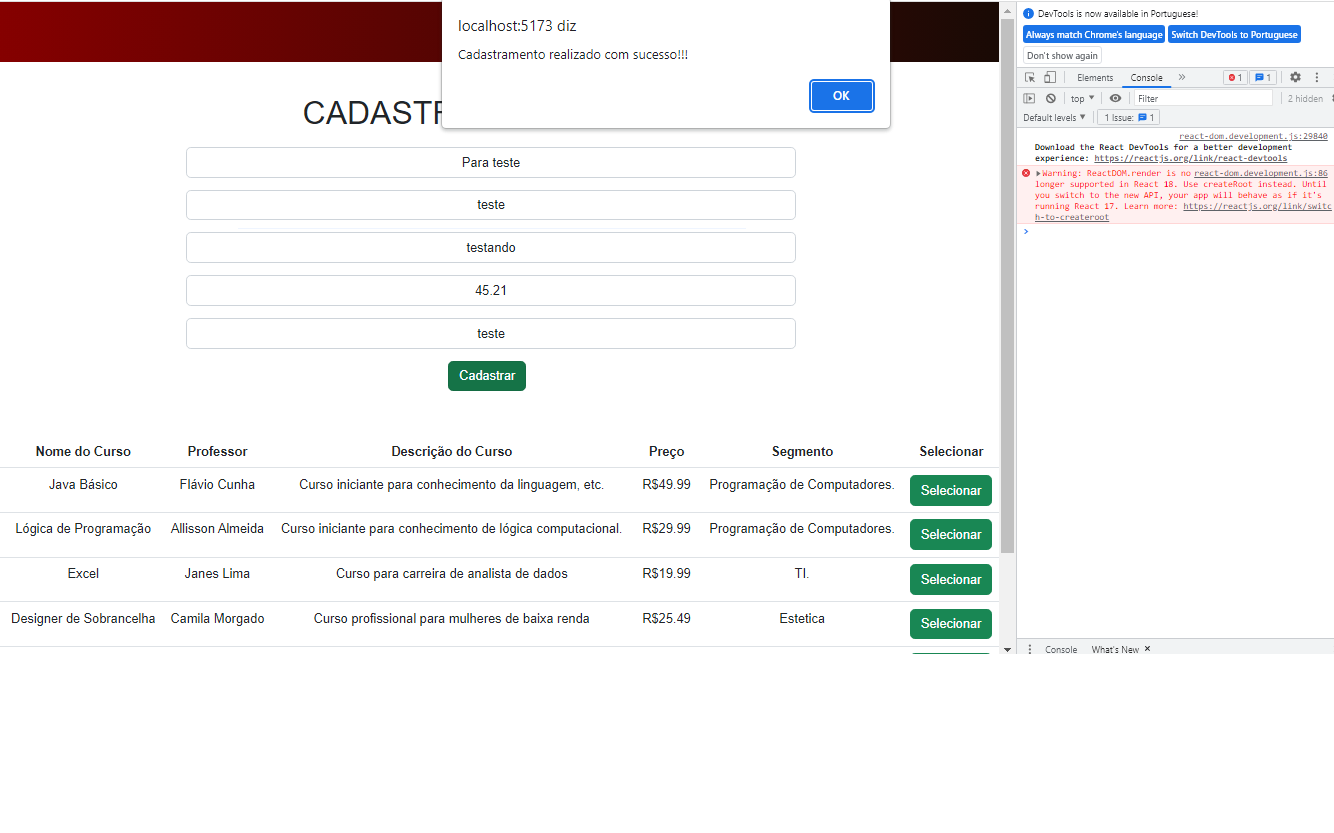 localhost:5173 diz
Cadastramento realizado com sucesso!!!
OK
CADASTR
Para teste
teste
testando
45.21
teste
Cadastrar
Nome do Curso Professor Descrição do Curso Preço Segmento Selecionar
Java Básico Flávio Cunha Curso iniciante para conhecimento da linguagem, etc. R$49.99 Programação de Computadores. Selecionar
Lógica de Programação Allisson Almeida Curso iniciante para conhecimento de lógica computacional. R$29.99 Programação de Computadores. Selecionar
Excel Janes Lima Curso para carreira de analista de dados R$19.99 TI. Selecionar
Designer de Sobrancelha Camila Morgado Curso profissional para mulheres de baixa renda R$25.49 Estetica Selecionar
DevTools is now available in Portuguese!
Always match Chrome's language Switch DevTools to Portuguese
Don't show again
Elements Console » 1 1
top Filter 2 hidden
Default levels 1 Issue: 1
react-dom.development.js:29840
Download the React DevTools for a better development
experience: https://reactjs.org/link/react-devtools
Warning: ReactDOM.render is no react-dom.development.js:86
longer supported in React 18. Use createRoot instead. Until
you switch to the new API, your app will behave as if it's
running React 17. Learn more: https://reactjs.org/link/switc
h-to-createroot
Console What's New